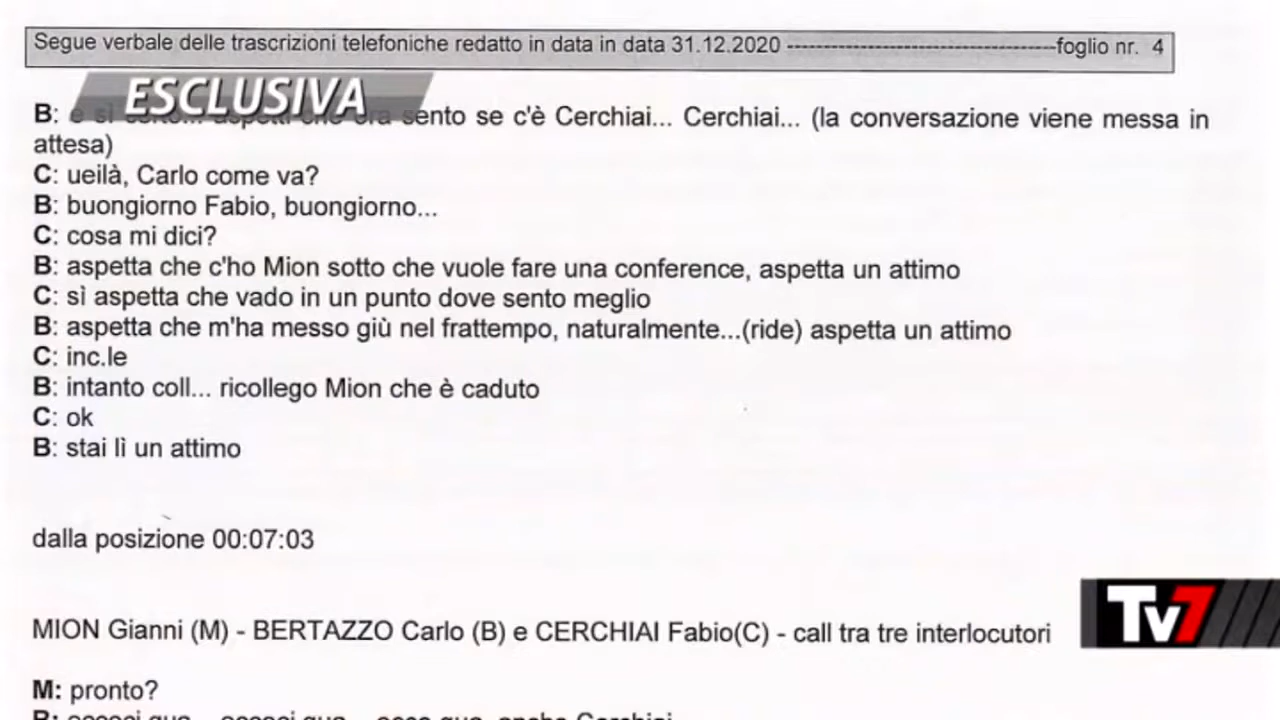 Segue verbale delle trascrizioni telefoniche redatto in data in data 31.12.2020 ---------------------------------------foglio nr. 4
ESCLUSIVA
B: sento se c'è Cerchiai... Cerchiai... (la conversazione viene messa in
attesa)
C: ueilà, Carlo come va?
B: buongiorno Fabio, buongiorno...
C: cosa mi dici?
B: aspetta che c'ho Mion sotto che vuole fare una conference, aspetta un attimo
C: sì aspetta che vado in un punto dove sento meglio
B: aspetta che m'ha messo giù nel frattempo, naturalmente...(ride) aspetta un attimo
C: inc.le
B: intanto coll... ricollego Mion che è caduto
C: ok
B: stai lì un attimo
dalla posizione 00:07:03
MION Gianni (M) - BERTAZZO Carlo (B) e CERCHIAI Fabio(C) - call tra tre interlocutori
Tv7
M: pronto?